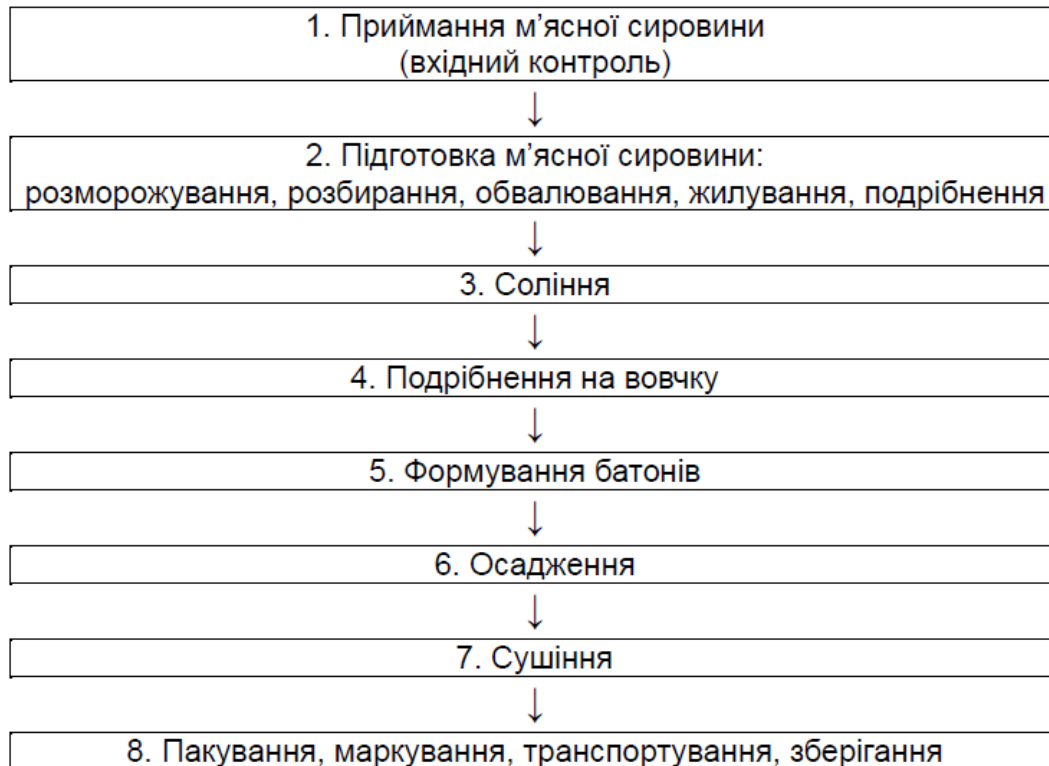 1. Приймання м’ясної сировини
(вхідний контроль)
↓
2. Підготовка м’ясної сировини:
розморожування, розбирання, обвалювання, жилування, подрібнення
↓
3. Соління
↓
4. Подрібнення на вовчку
↓
5. Формування батонів
↓
6. Осадження
↓
7. Сушіння
↓
8. Пакування, маркування, транспортування, зберігання